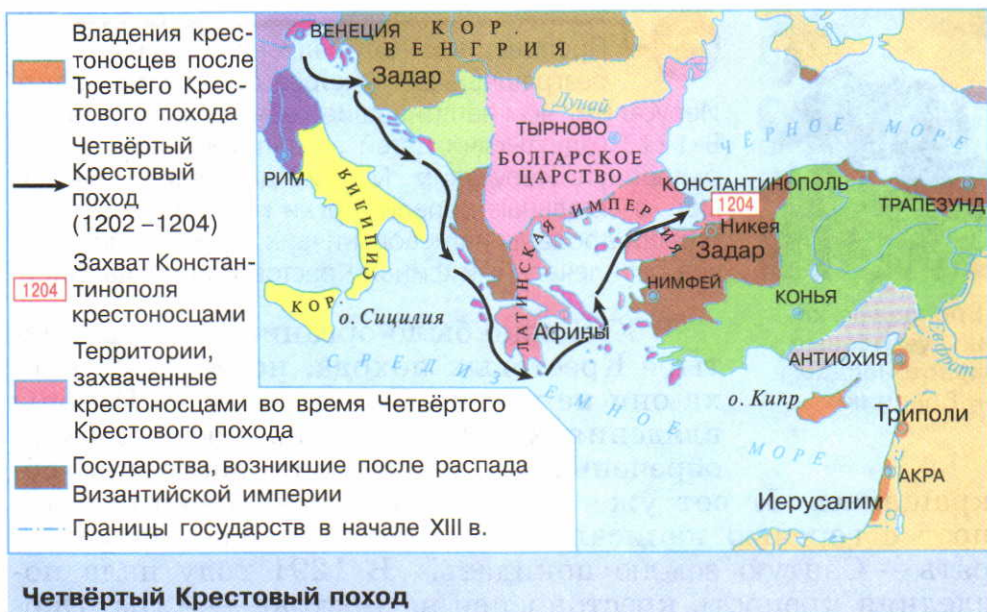 Владения крес-
тоносцев после
Третьего Крес-
тового похода
Четвёртый
Крестовый
поход
(1202 – 1204)
Захват Констан-
тинополя
крестоносцами
1204
Территории,
захваченные
крестоносцами во время Четвёртого
Крестового похода
Государства, возникшие после распада
Византийской империи
Границы государств в начале XIII в.
ВЕНЕЦИЯ
КОР.
ВЕНГРИЯ
Задар
Дунай
ТЫРНОВО
БОЛГАРСКОЕ
ЦАРСТВО
ЧЕРНОЕ МОРЕ
РИМ
КОР. СИЦИЛИЯ
о. Сицилия
ЛАТИНСКАЯ ИМПЕРИЯ
КОНСТАНТИНОПОЛЬ
1204
Никея
Задар
ТРАПЕЗУНД
НИМФЕЙ
КОНЬЯ
Афины
СРЕДИЗЕМНОЕ МОРЕ
АНТИОХИЯ
Евфрат
о. Кипр
Триполи
АКРА
Иерусалим
Четвёртый Крестовый поход